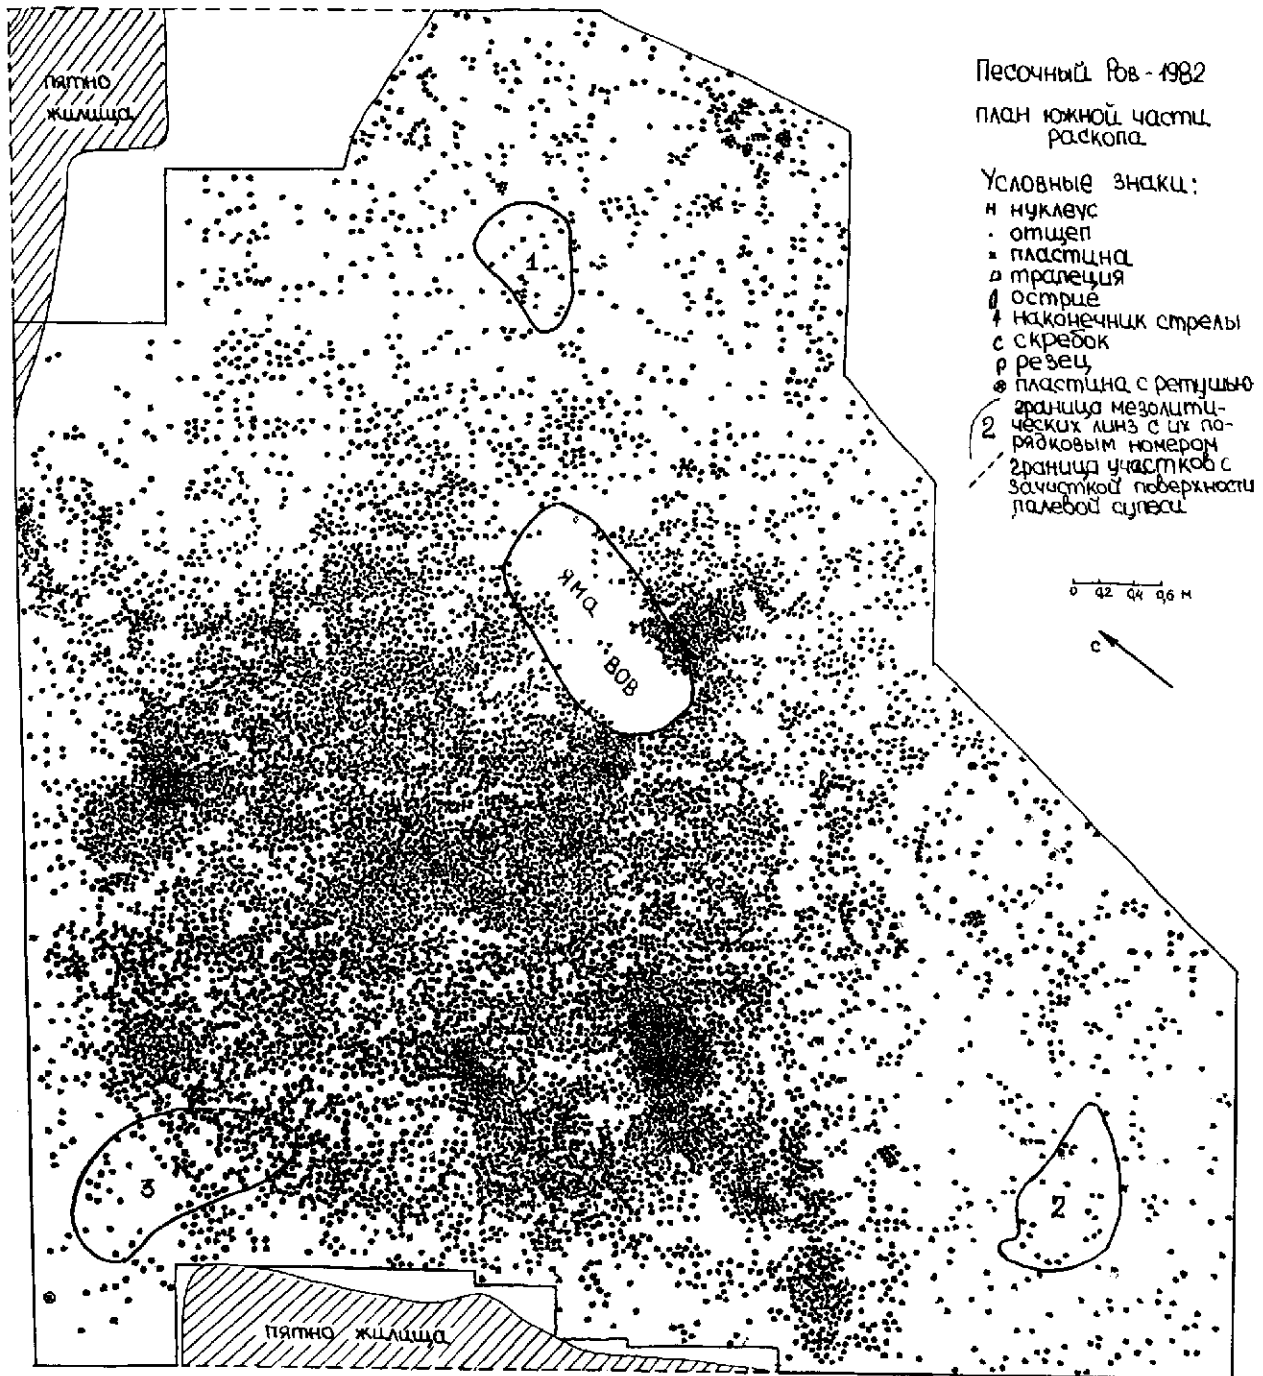 Песочный Ров-1982
план южной части
раскопа
Условные знаки:
н нуклеус
· отщеп
× пластина
трапеция
острие
наконечник стрелы
с скребок
р резец
пластина с ретушью
граница мезолити-
2 ческих линз с их по-
рядковым номером
граница участков с
зачисткой поверхности
палевой супеси
0 0,2 0,4 0,6 м
с
пятно
жилища
1
яма
ВОВ
3
2
пятно жилища